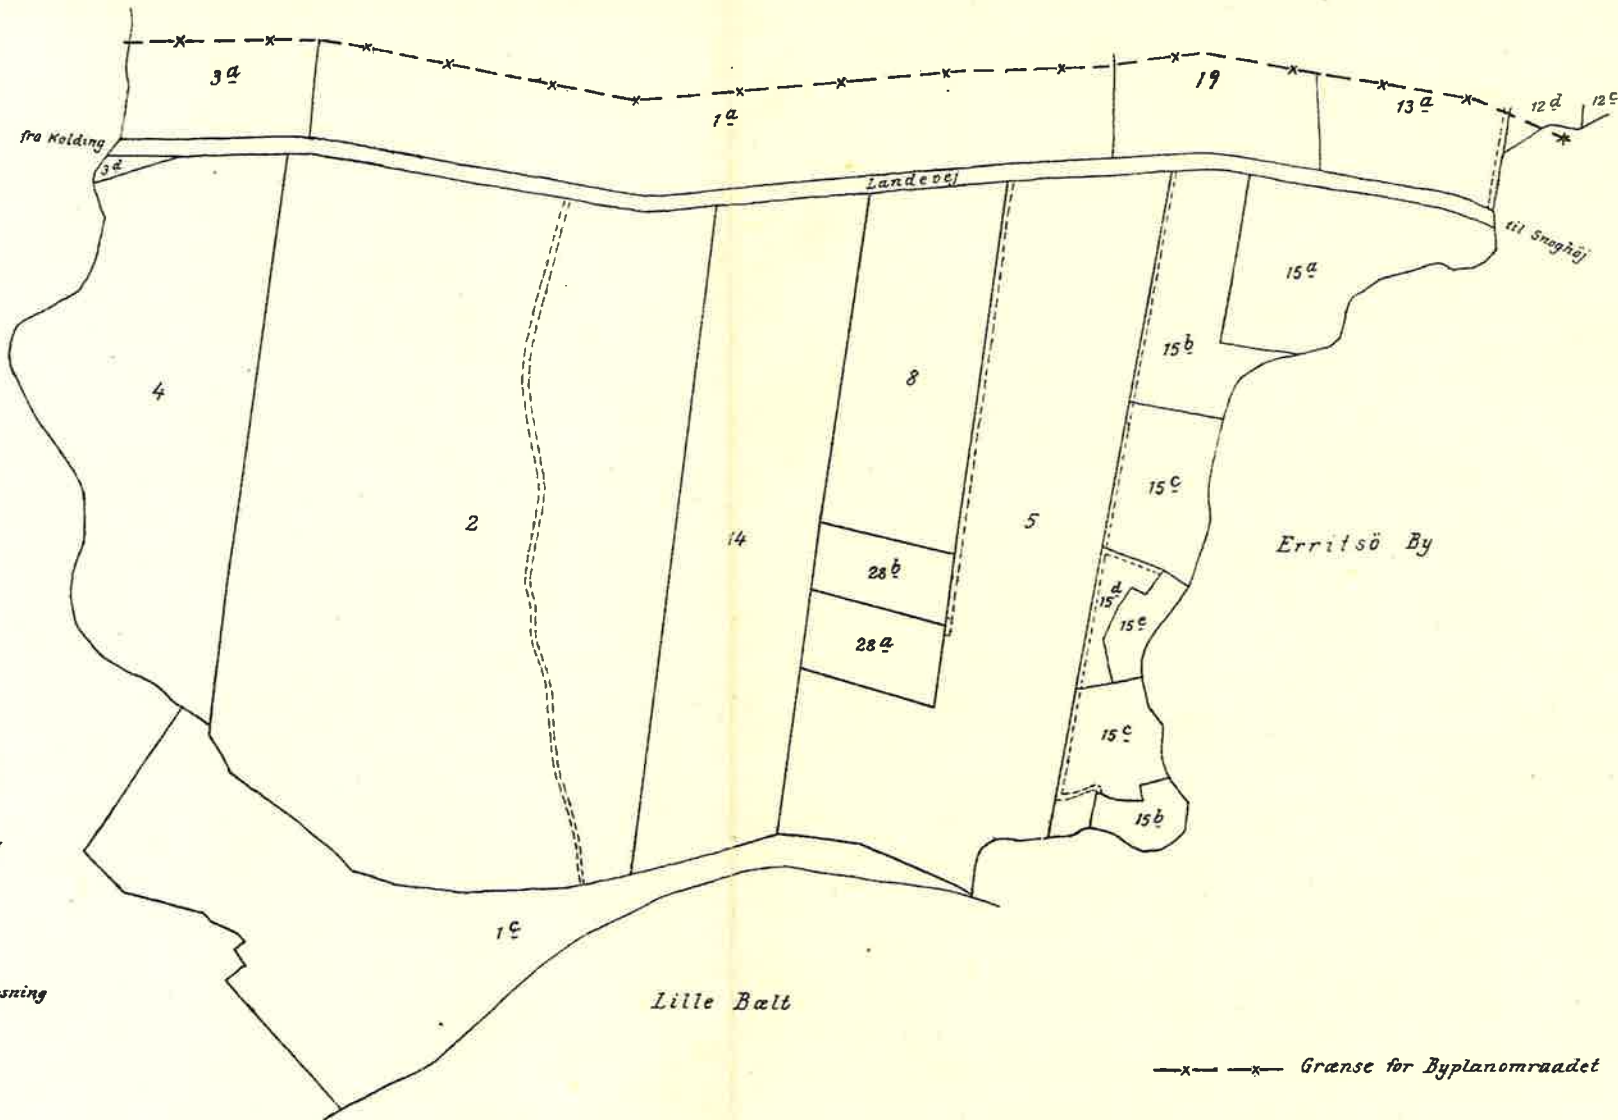 12ᵈ
12ᶜ
3ᵃ
19
13ᵃ
1ᵃ
fra Kolding
3ᵈ
Landevej
til Snoghöj
15ᵃ
15ᵇ
8
4
15ᶜ
2
5
14
Erritsö By
28ᵇ
15ᵈ
15ᵉ
28ᵃ
15ᶜ
15ᵇ
1ᶜ
sning
Lille Bælt
Grænse for Byplanomraadet